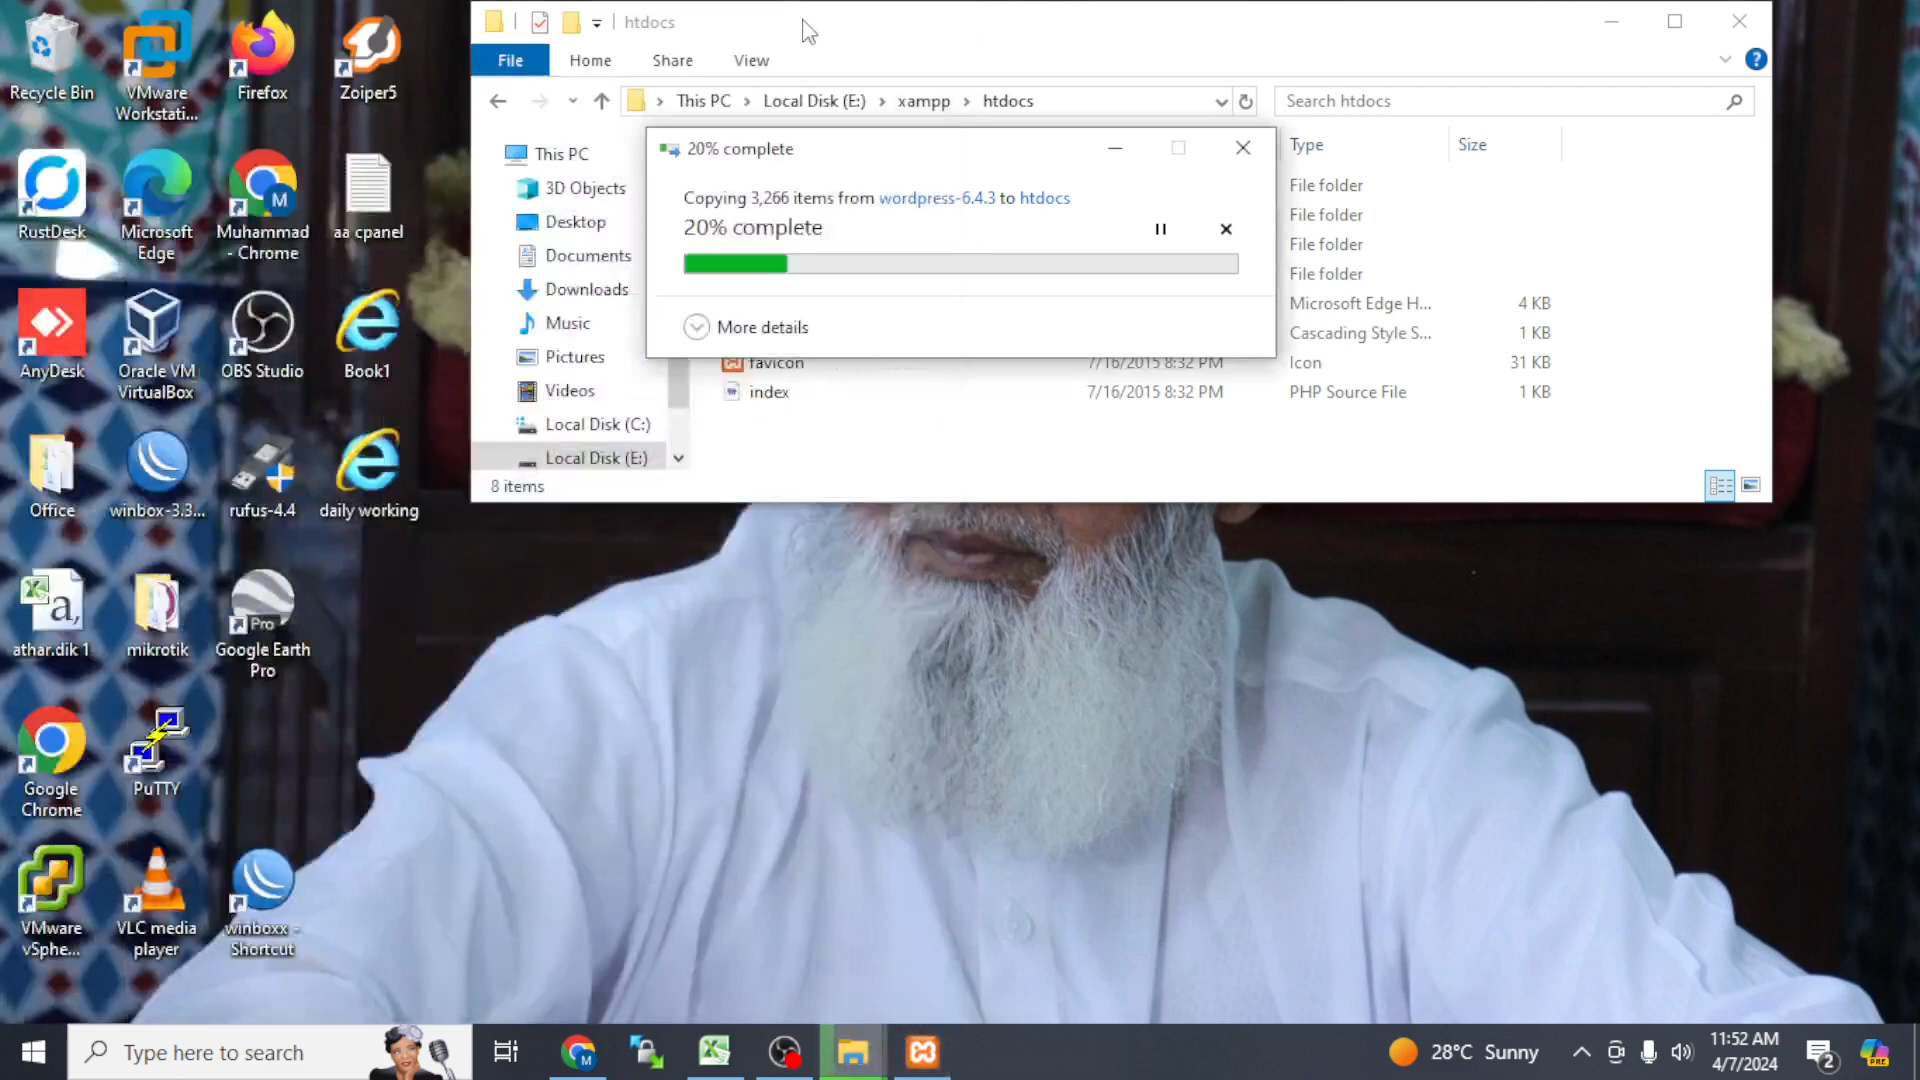 htdocs
File Home Share View
This PC Local Disk (E:) xampp htdocs
Search htdocs
This PC
3D Objects
Desktop
Documents
Downloads
Music
Pictures
Videos
Local Disk (C:)
Local Disk (E:)
8 items
20% complete
Copying 3,266 items from wordpress-6.4.3 to htdocs
20% complete
More details
Type Size
File folder
File folder
File folder
File folder
Microsoft Edge H... 4 KB
Cascading Style S... 1 KB
favicon 7/16/2015 8:32 PM Icon 31 KB
index 7/16/2015 8:32 PM PHP Source File 1 KB
Recycle Bin
VMware Workstati...
Firefox
Zoiper5
RustDesk
Microsoft Edge
Muhammad - Chrome
aa cpanel
AnyDesk
Oracle VM VirtualBox
OBS Studio
Book1
Office
winbox-3.3...
rufus-4.4
daily working
a,
athar.dik 1
mikrotik
Pro
Google Earth Pro
Google Chrome
PuTTY
VMware vSphe...
VLC media player
winboxx - Shortcut
Type here to search
28°C Sunny
11:52 AM
4/7/2024
2
PRE
M
M